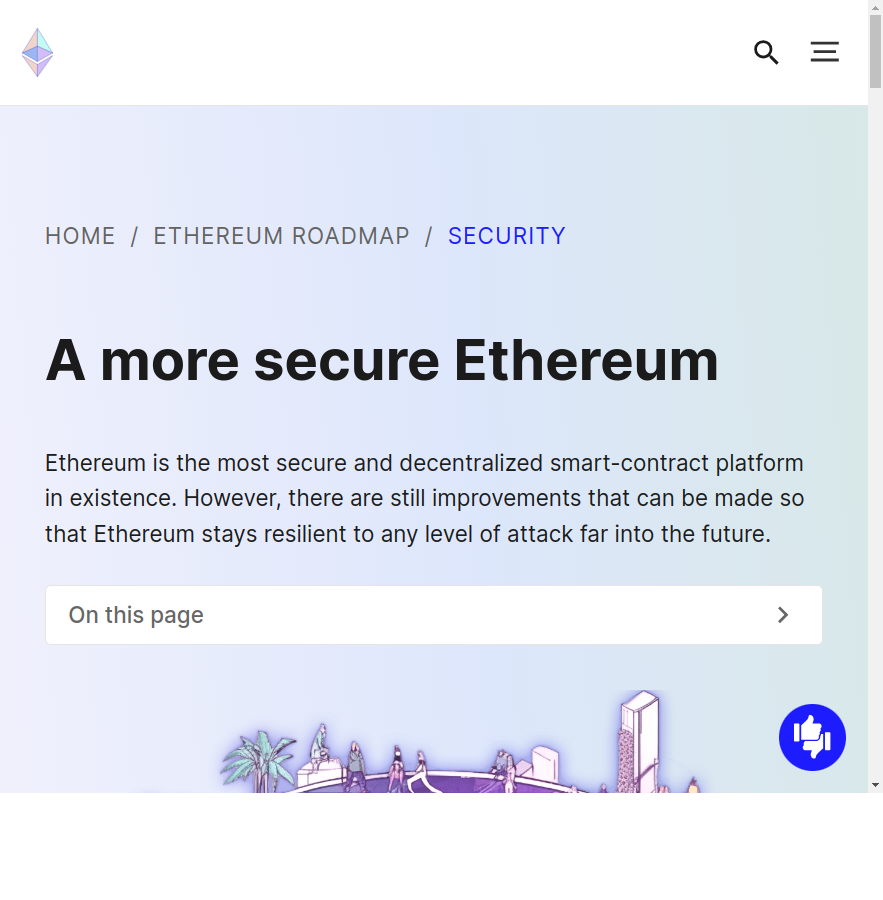 HOME / ETHEREUM ROADMAP / SECURITY
A more secure Ethereum
Ethereum is the most secure and decentralized smart-contract platform
in existence. However, there are still improvements that can be made so
that Ethereum stays resilient to any level of attack far into the future.
On this page